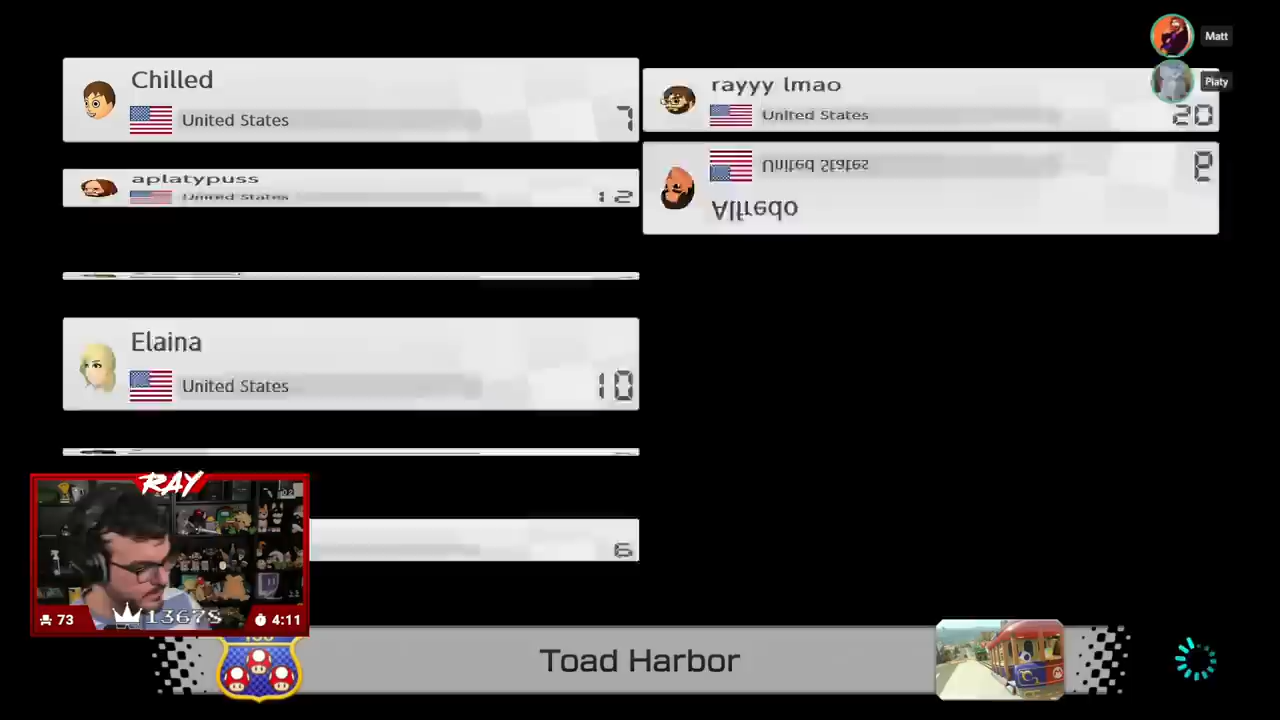 Matt
Platy
Chilled
United States
7
rayyy lmao
United States
20
aplatypuss
United States
12
United States
Alfredo
Elaina
United States
10
6
RAY
73
13678
4:11
Toad Harbor